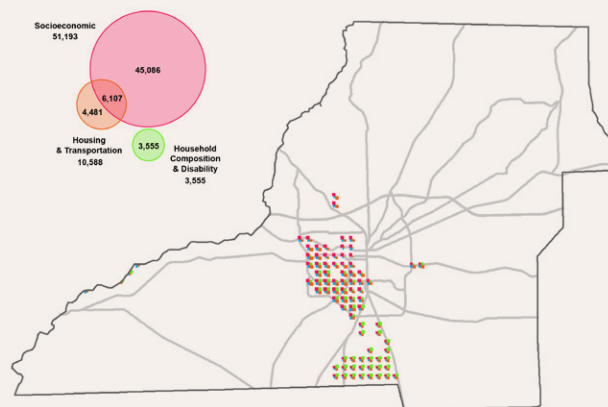 Socioeconomic
51,193
45,086
6,107
4,481
Housing
& Transportation
10,588
3,555
Household
Composition
& Disability
3,555